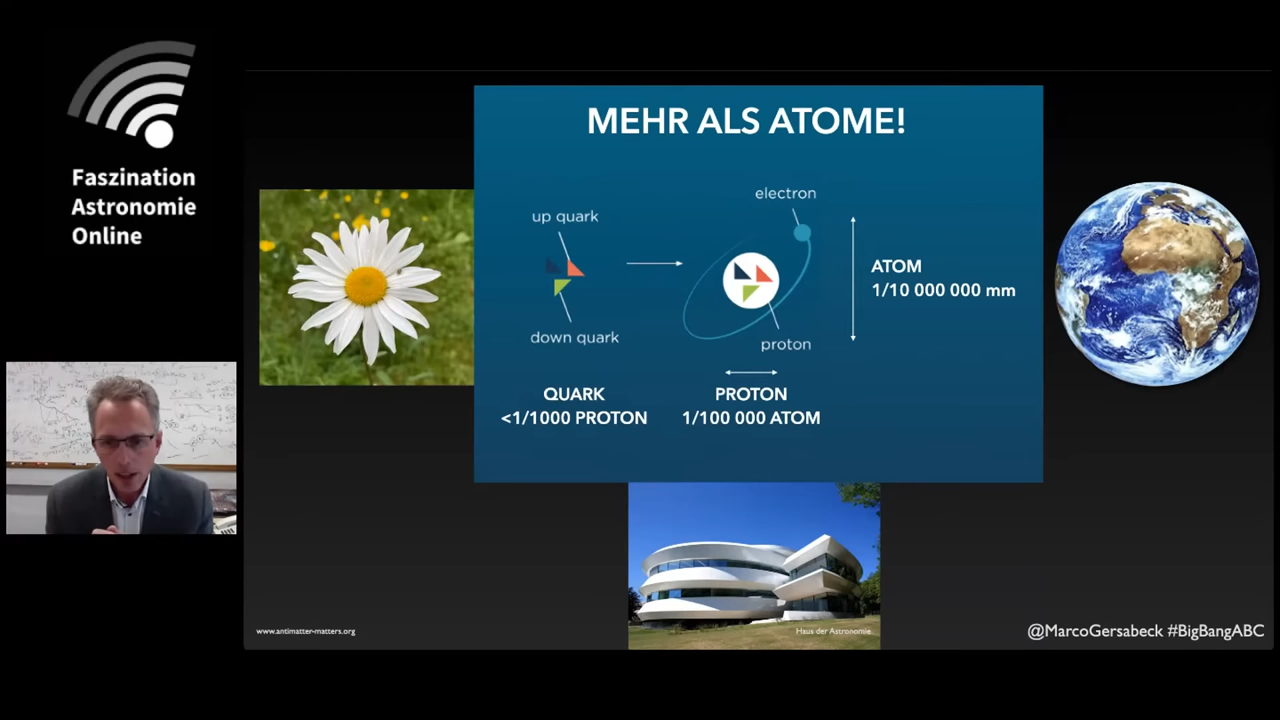 Faszination
Astronomie
Online
MEHR ALS ATOME!
electron
up quark
ATOM
1/10 000 000 mm
down quark
proton
QUARK
<1/1000 PROTON
PROTON
1/100 000 ATOM
www.antimatter-matters.org
Haus der Astronomie
@MarcoGersabeck #BigBangABC